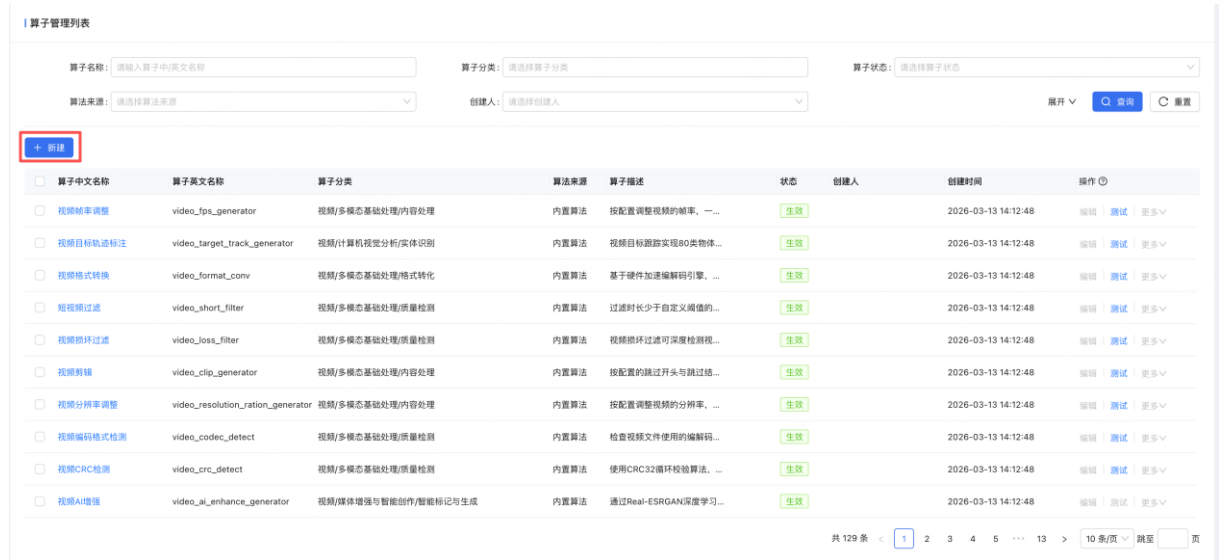 算子管理列表
算子名称: 请输入算子中/英文名称 算子分类: 请选择算子分类 算子状态: 请选择算子状态
算法来源: 请选择算法来源 创建人: 请选择创建人 展开 查询 重置
+ 新建
算子中文名称 算子英文名称 算子分类 算法来源 算子描述 状态 创建人 创建时间 操作
视频帧率调整 video_fps_generator 视频/多模态基础处理/内容处理 内置算法 按配置调整视频的帧率，一... 生效 2026-03-13 14:12:48 编辑 测试 更多
视频目标轨迹标注 video_target_track_generator 视频/计算机视觉分析/实体识别 内置算法 视频目标跟踪实现80类物体... 生效 2026-03-13 14:12:48 编辑 测试 更多
视频格式转换 video_format_conv 视频/多模态基础处理/格式转化 内置算法 基于硬件加速编解码引擎，... 生效 2026-03-13 14:12:48 编辑 测试 更多
短视频过滤 video_short_filter 视频/多模态基础处理/质量检测 内置算法 过滤时长少于自定义阈值的... 生效 2026-03-13 14:12:48 编辑 测试 更多
视频损坏过滤 video_loss_filter 视频/多模态基础处理/质量检测 内置算法 视频损坏过滤可深度检测视... 生效 2026-03-13 14:12:48 编辑 测试 更多
视频剪辑 video_clip_generator 视频/多模态基础处理/内容处理 内置算法 按配置的跳过开头与跳过结... 生效 2026-03-13 14:12:48 编辑 测试 更多
视频分辨率调整 video_resolution_ration_generator 视频/多模态基础处理/内容处理 内置算法 按配置调整视频的分辨率，... 生效 2026-03-13 14:12:48 编辑 测试 更多
视频编码格式检测 video_codec_detect 视频/多模态基础处理/质量检测 内置算法 检查视频文件使用的编解码... 生效 2026-03-13 14:12:48 编辑 测试 更多
视频CRC检测 video_crc_detect 视频/多模态基础处理/质量检测 内置算法 使用CRC32循环校验算法，... 生效 2026-03-13 14:12:48 编辑 测试 更多
视频AI增强 video_ai_enhance_generator 视频/媒体增强与智能创作/智能标记与生成 内置算法 通过Real-ESRGAN深度学习... 生效 2026-03-13 14:12:48 编辑 测试 更多
共 129 条 < 1 2 3 4 5 ··· 13 > 10 条/页 跳至 页